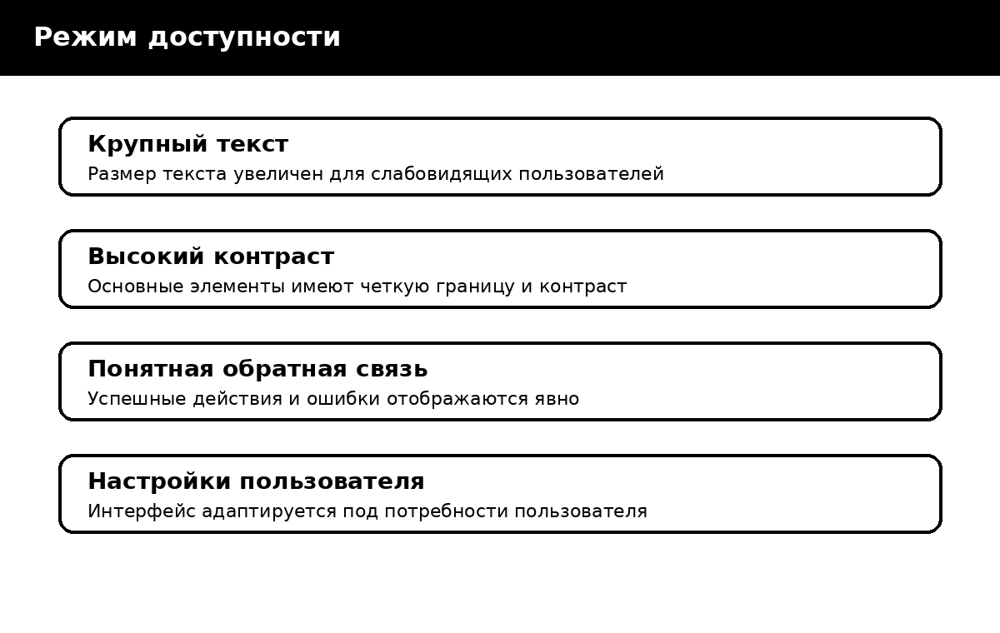 Режим доступности
Крупный текст
Размер текста увеличен для слабовидящих пользователей
Высокий контраст
Основные элементы имеют четкую границу и контраст
Понятная обратная связь
Успешные действия и ошибки отображаются явно
Настройки пользователя
Интерфейс адаптируется под потребности пользователя